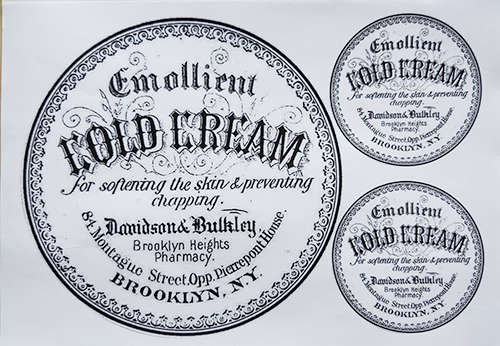 Emollient
COLD CREAM
for softening the skin & preventing
chapping.
Davidson & Bulkley
Brooklyn Heights
Pharmacy.
84, Montague Street, Opp. Pierrepont House.
BROOKLYN, N.Y.
Emollient
COLD CREAM
for softening the skin & preventing
chapping.
Davidson & Bulkley
Brooklyn Heights
Pharmacy.
84, Montague Street, Opp. Pierrepont House.
BROOKLYN, N.Y.
Emollient
COLD CREAM
for softening the skin & preventing
chapping.
Davidson & Bulkley
Brooklyn Heights
Pharmacy.
84, Montague Street, Opp. Pierrepont House.
BROOKLYN, N.Y.